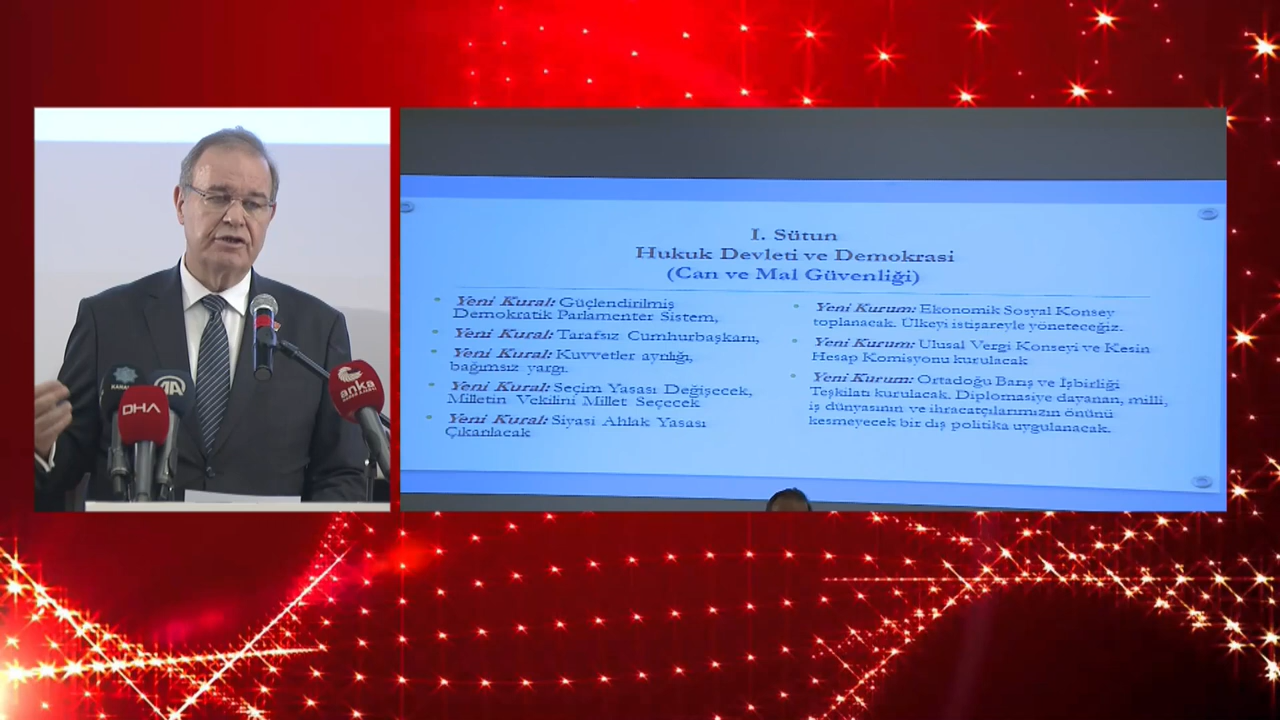 I. Sütun
Hukuk Devleti ve Demokrasi
(Can ve Mal Güvenliği)
Yeni Kural: Güçlendirilmiş
Demokratik Parlamenter Sistem,
Yeni Kural: Tarafsız Cumhurbaşkanı,
Yeni Kural: Kuvvetler ayrılığı,
bağımsız yargı.
Yeni Kural: Seçim Yasası Değişecek,
Milletin Vekilini Millet Seçecek
Yeni Kural: Siyasi Ahlak Yasası
Çıkarılacak
Yeni Kurum: Ekonomik Sosyal Konsey
toplanacak. Ülkeyi istişareyle yöneteceğiz.
Yeni Kurum: Ulusal Vergi Konseyi ve Kesin
Hesap Komisyonu kurulacak
Yeni Kurum: Ortadoğu Barış ve İşbirliği
Teşkilatı kurulacak. Diplomasiye dayanan, milli,
iş dünyasının ve ihracatçılarımızın önünü
kesmeyecek bir dış politika uygulanacak.
DHA
AA
anka